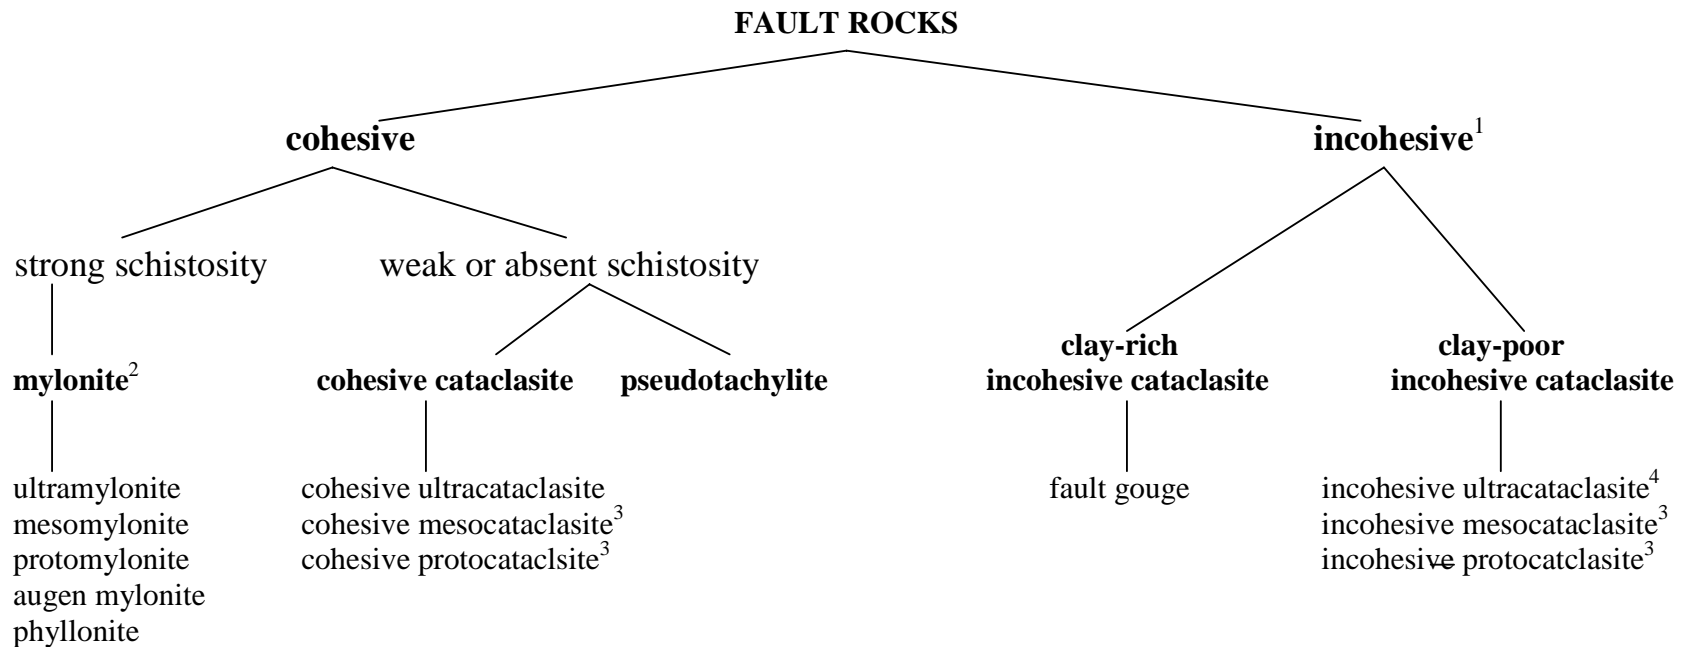 FAULT ROCKS
cohesive
incohesive¹
strong schistosity
weak or absent schistosity
mylonite²
cohesive cataclasite
pseudotachylite
clay-rich
incohesive cataclasite
clay-poor
incohesive cataclasite
ultramylonite
mesomylonite
protomylonite
augen mylonite
phyllonite
cohesive ultracataclasite
cohesive mesocataclasite³
cohesive protocataclsite³
fault gouge
incohesive ultracataclasite⁴
incohesive mesocataclasite³
incohesive protocatclasite³